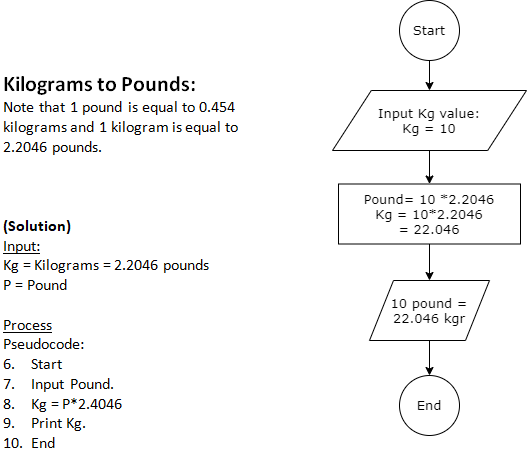 Kilograms to Pounds:
Note that 1 pound is equal to 0.454
kilograms and 1 kilogram is equal to
2.2046 pounds.
(Solution)
Input:
Kg = Kilograms = 2.2046 pounds
P = Pound
Process
Pseudocode:
6. Start
7. Input Pound.
8. Kg = P*2.4046
9. Print Kg.
10. End
Start
Input Kg value:
Kg = 10
Pound= 10 *2.2046
Kg = 10*2.2046
= 22.046
10 pound =
22.046 kgr
End